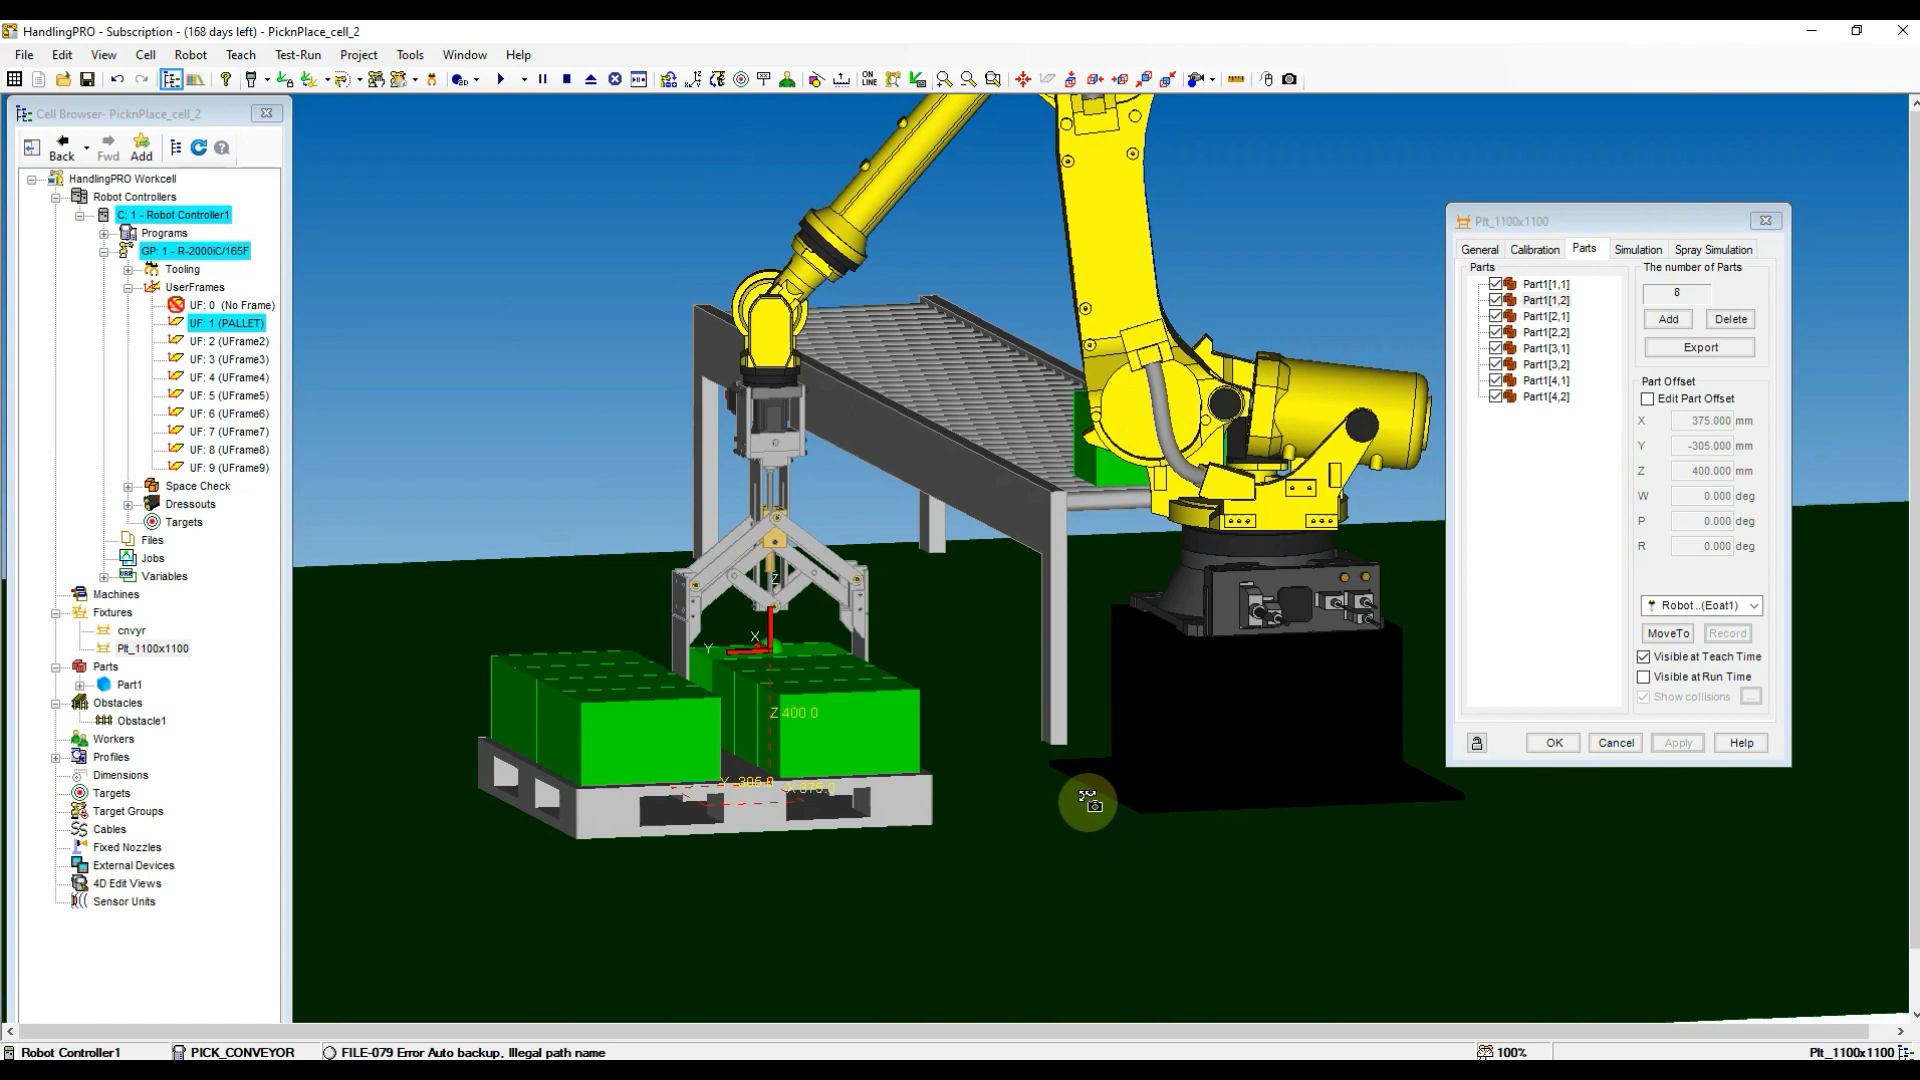 HandlingPRO - Subscription - (168 days left) - PicknPlace_cell_2
File Edit View Cell Robot Teach Test-Run Project Tools Window Help
ON LINE
Cell Browser- PicknPlace_cell_2
Back Fwd Add
HandlingPRO Workcell
Robot Controllers
C: 1 - Robot Controller1
Programs
GP: 1 - R-2000iC/165F
Tooling
UserFrames
UF: 0 (No Frame)
UF: 1 (PALLET)
UF: 2 (UFrame2)
UF: 3 (UFrame3)
UF: 4 (UFrame4)
UF: 5 (UFrame5)
UF: 6 (UFrame6)
UF: 7 (UFrame7)
UF: 8 (UFrame8)
UF: 9 (UFrame9)
Space Check
Dressouts
Targets
Files
Jobs
Variables
Machines
Fixtures
cnvyr
Plt_1100x1100
Parts
Part1
Obstacles
Obstacle1
Workers
Profiles
Dimensions
Targets
Target Groups
Cables
Fixed Nozzles
External Devices
4D Edit Views
Sensor Units
Z
X
Y
Z 400.0
Y -305.0
X 375.0
Plt_1100x1100
General Calibration Parts Simulation Spray Simulation
Parts
Part1[1,1]
Part1[1,2]
Part1[2,1]
Part1[2,2]
Part1[3,1]
Part1[3,2]
Part1[4,1]
Part1[4,2]
The number of Parts
8
Add Delete
Export
Part Offset
Edit Part Offset
X 375.000 mm
Y -305.000 mm
Z 400.000 mm
W 0.000 deg
P 0.000 deg
R 0.000 deg
Robot..(Eoat1)
MoveTo Record
Visible at Teach Time
Visible at Run Time
Show collisions ...
OK Cancel Apply Help
Robot Controller1 PICK_CONVEYOR FILE-079 Error Auto backup, Illegal path name 100% Plt_1100x1100